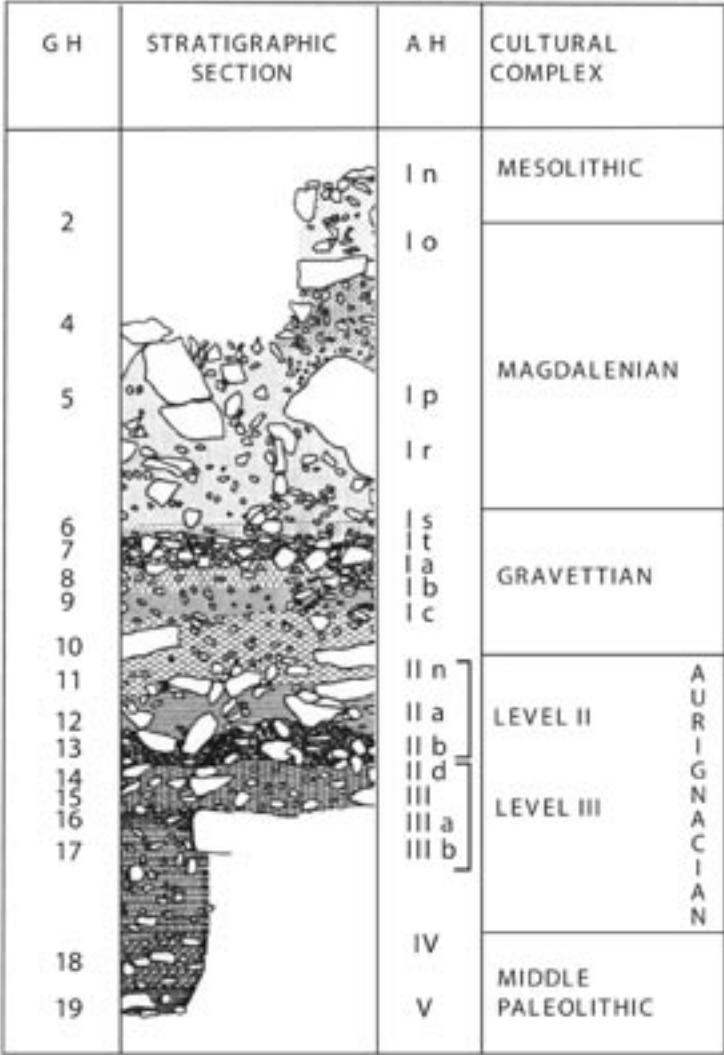 G H
STRATIGRAPHIC
SECTION
A H
CULTURAL
COMPLEX
2
4
5
6
7
8
9
10
11
12
13
14
15
16
17
18
19
I n
I o
I p
I r
I s
I t
I a
I b
I c
II n
II a
II b
II d
III
III a
III b
IV
V
MESOLITHIC
MAGDALENIAN
GRAVETTIAN
LEVEL II
LEVEL III
AURIGNACIAN
MIDDLE
PALEOLITHIC